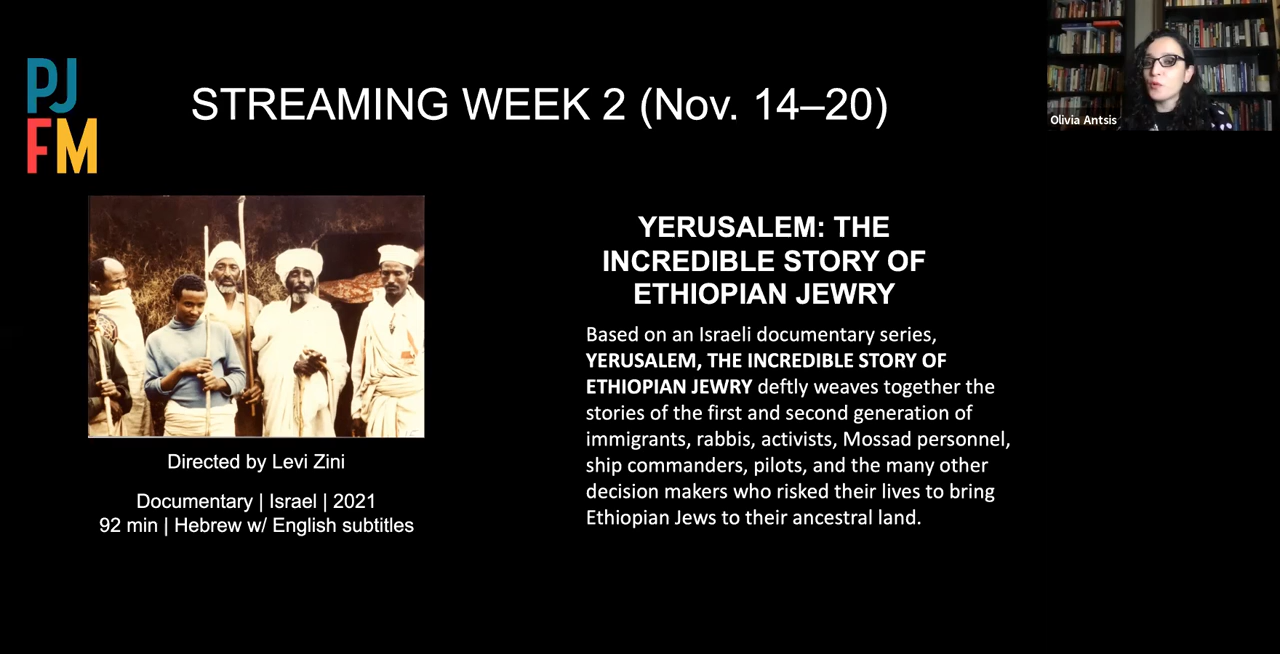 PJ
FM
STREAMING WEEK 2 (Nov. 14–20)
Olivia Antsis
YERUSALEM: THE
INCREDIBLE STORY OF
ETHIOPIAN JEWRY
Based on an Israeli documentary series,
YERUSALEM, THE INCREDIBLE STORY OF
ETHIOPIAN JEWRY deftly weaves together the
stories of the first and second generation of
immigrants, rabbis, activists, Mossad personnel,
ship commanders, pilots, and the many other
decision makers who risked their lives to bring
Ethiopian Jews to their ancestral land.
Directed by Levi Zini
Documentary | Israel | 2021
92 min | Hebrew w/ English subtitles